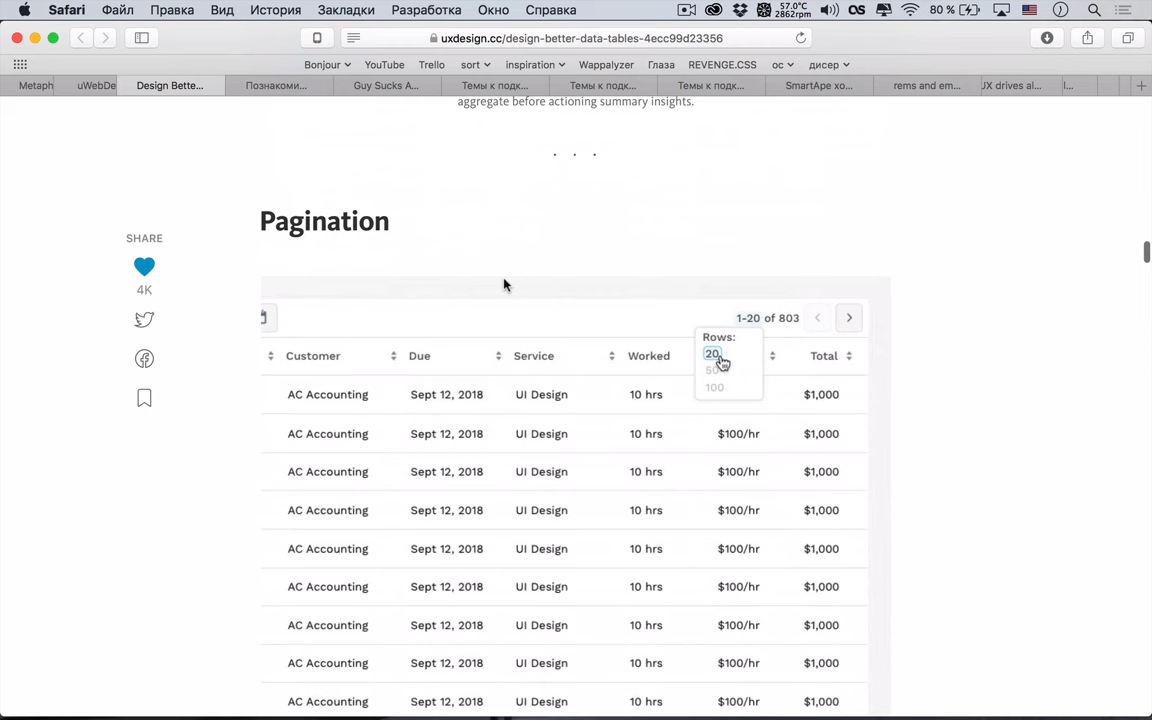 Safari Файл Правка Вид История Закладки Разработка Окно Справка 57.0°C 2862rpm 80 %
uxdesign.cc/design-better-data-tables-4ecc99d23356
Bonjour YouTube Trello sort inspiration Wappalyzer Глаза REVENGE.CSS ос дисер
Metaph uWebDe Design Bette... Познакоми... Guy Sucks A... Темы к подк... Темы к подк... Темы к подк... SmartApe хо... rems and em... UX drives al... I...
aggregate before actioning summary insights.
. . .
Pagination
SHARE
4K
1-20 of 803
Rows:
20
50
100
Customer Due Service Worked Total
AC Accounting Sept 12, 2018 UI Design 10 hrs $1,000
AC Accounting Sept 12, 2018 UI Design 10 hrs $100/hr $1,000
AC Accounting Sept 12, 2018 UI Design 10 hrs $100/hr $1,000
AC Accounting Sept 12, 2018 UI Design 10 hrs $100/hr $1,000
AC Accounting Sept 12, 2018 UI Design 10 hrs $100/hr $1,000
AC Accounting Sept 12, 2018 UI Design 10 hrs $100/hr $1,000
AC Accounting Sept 12, 2018 UI Design 10 hrs $100/hr $1,000
AC Accounting Sept 12, 2018 UI Design 10 hrs $100/hr $1,000
AC Accounting Sept 12, 2018 UI Design 10 hrs $100/hr $1,000